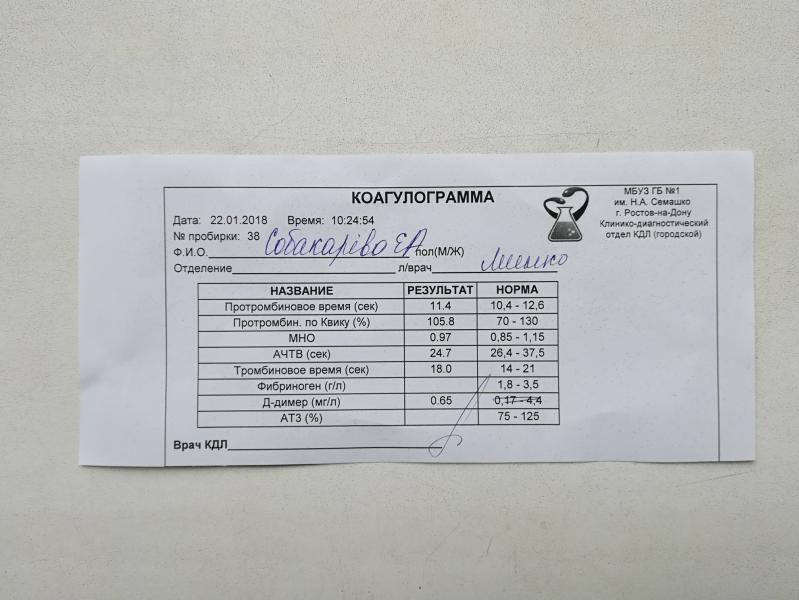 КОАГУЛОГРАММА
МБУЗ ГБ №1
им. Н.А. Семашко
г. Ростов-на-Дону
Клинико-диагностический
отдел КДЛ (городской)
Дата: 22.01.2018 Время: 10:24:54
№ пробирки: 38
Ф.И.О. ЕА пол(М/Ж)
Отделение л/врач
НАЗВАНИЕ РЕЗУЛЬТАТ НОРМА
Протромбиновое время (сек) 11.4 10,4 - 12,6
Протромбин. по Квику (%) 105.8 70 - 130
МНО 0.97 0,85 - 1,15
АЧТВ (сек) 24.7 26,4 - 37,5
Тромбиновое время (сек) 18.0 14 - 21
Фибриноген (г/л) 1,8 - 3,5
Д-димер (мг/л) 0.65 0,17 - 4,4
АТЗ (%) 75 - 125
Врач КДЛ